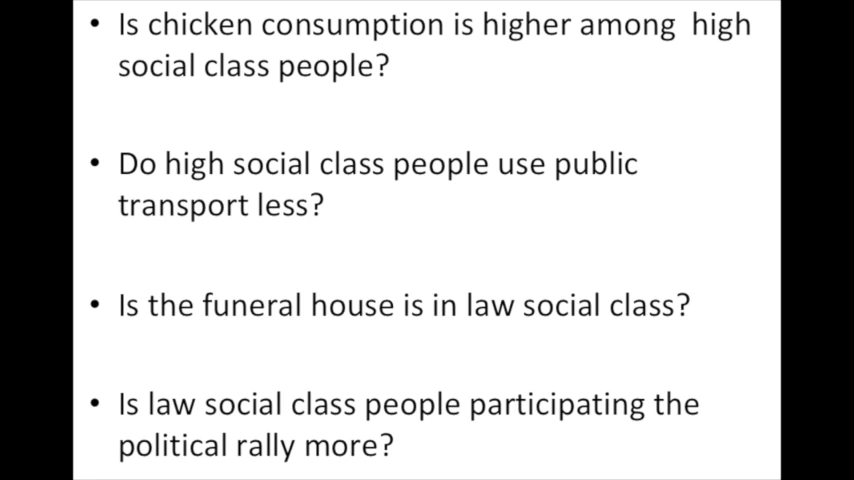 • Is chicken consumption is higher among  high
social class people?
• Do high social class people use public
transport less?
• Is the funeral house is in law social class?
• Is law social class people participating the
political rally more?